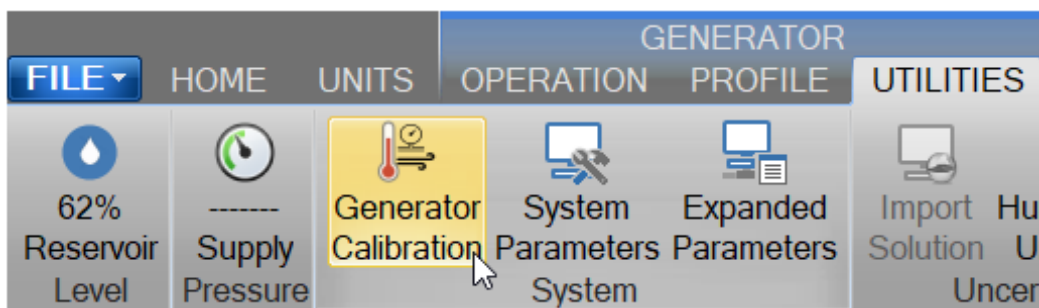 GENERATOR
FILE HOME UNITS OPERATION PROFILE UTILITIES
62% ------- Generator System Expanded Import
Reservoir Supply Calibration Parameters Parameters Solution
Level Pressure System